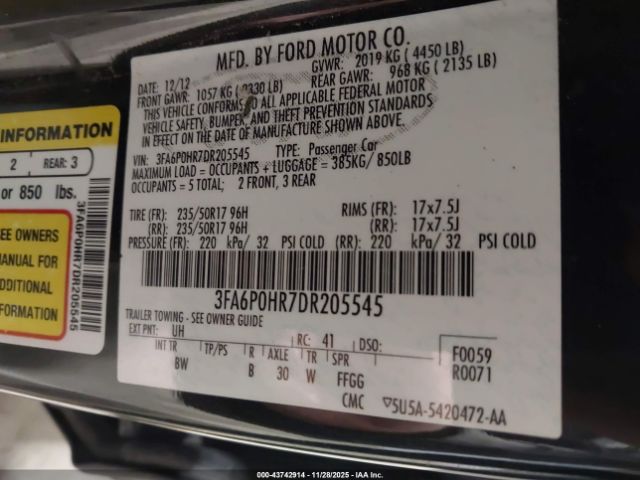 MFD. BY FORD MOTOR CO.
DATE: 12/12 GVWR: 2019 KG ( 4450 LB)
FRONT GAWR: 1057 KG ( LB) REAR GAWR: 968 KG ( 2135 LB)
THIS VEHICLE CONFORMS TO ALL APPLICABLE FEDERAL MOTOR
VEHICLE SAFETY, BUMPER, AND THEFT PREVENTION STANDARDS
IN EFFECT ON THE DATE OF MANUFACTURE SHOWN ABOVE.
VIN: 3FA6P0HR7DR205545 TYPE: Passenger Car
MAXIMUM LOAD = OCCUPANTS + LUGGAGE = 385KG/ 850LB
OCCUPANTS = 5 TOTAL; 2 FRONT, 3 REAR
TIRE (FR): 235/50R17 96H RIMS (FR): 17x7.5J
(RR): 235/50R17 96H (RR): 17x7.5J
PRESSURE (FR): 220 kPa/ 32 PSI COLD (RR): 220 kPa/ 32 PSI COLD
3FA6P0HR7DR205545
TRAILER TOWING - SEE OWNER GUIDE
EXT PNT: UH RC: 41 DSO: F0059
INT TR TP/PS R AXLE TR SPR R0071
BW B 30 W FFGG
CMC ▽5U5A-5420472-AA
INFORMATION
2 REAR: 3
or 850 lbs.
SEE OWNERS
MANUAL FOR
ADDITIONAL
INFORMATION
3FA6P0HR7DR205545
00-43742914 | 11/28/2025 - IAA Inc.